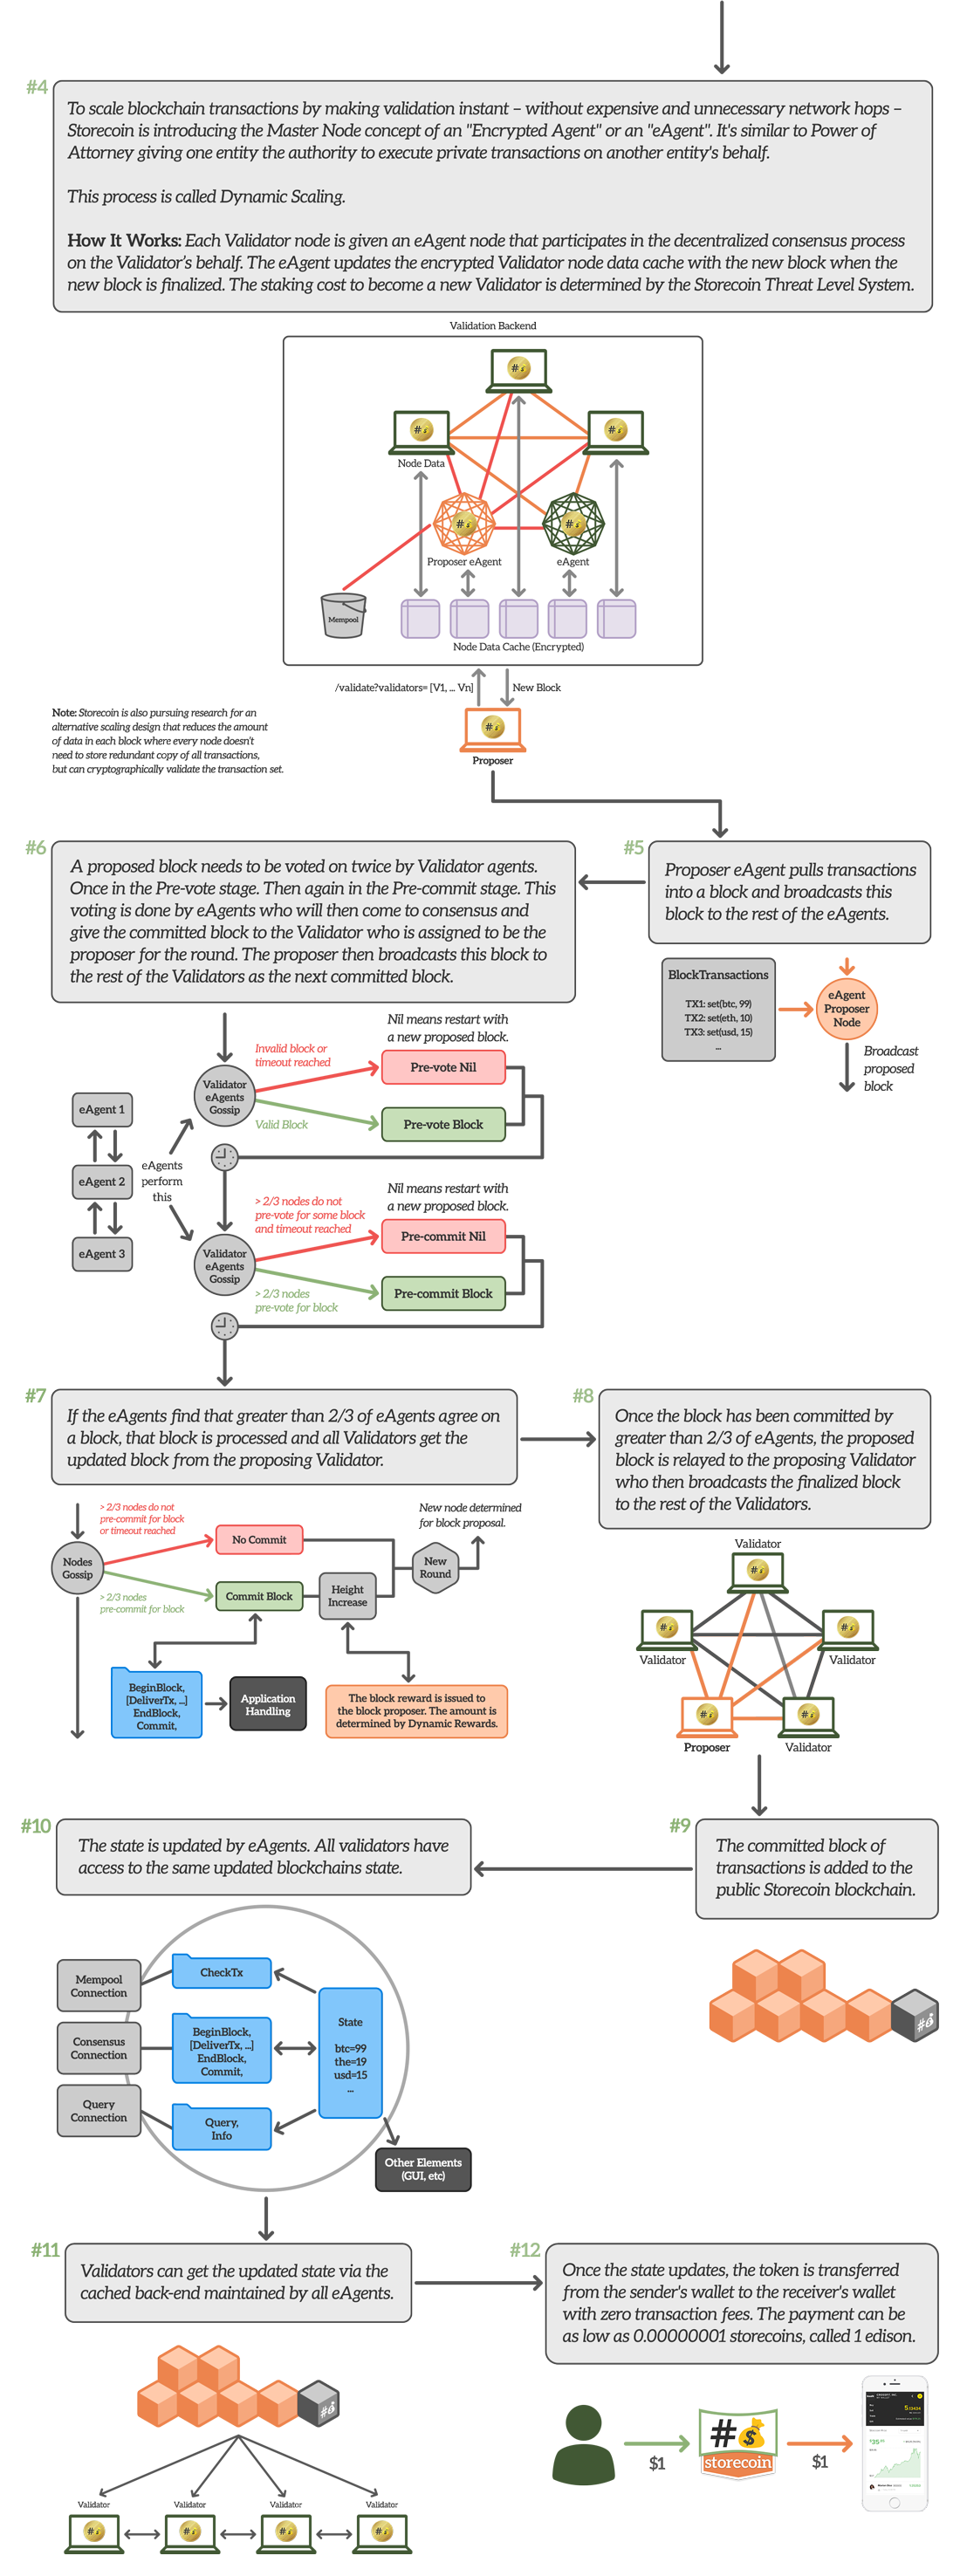 #4
To scale blockchain transactions by making validation instant – without expensive and unnecessary network hops –
Storecoin is introducing the Master Node concept of an "Encrypted Agent" or an "eAgent". It's similar to Power of
Attorney giving one entity the authority to execute private transactions on another entity's behalf.
This process is called Dynamic Scaling.
How It Works: Each Validator node is given an eAgent node that participates in the decentralized consensus process
on the Validator's behalf. The eAgent updates the encrypted Validator node data cache with the new block when the
new block is finalized. The staking cost to become a new Validator is determined by the Storecoin Threat Level System.
Validation Backend
Node Data
Proposer eAgent
eAgent
Mempool
Node Data Cache (Encrypted)
/validate?validators= [V1, ... Vn]
New Block
Proposer
Note: Storecoin is also pursuing research for an
alternative scaling design that reduces the amount
of data in each block where every node doesn't
need to store redundant copy of all transactions,
but can cryptographically validate the transaction set.
#5
Proposer eAgent pulls transactions
into a block and broadcasts this
block to the rest of the eAgents.
BlockTransactions
TX1: set(btc, 99)
TX2: set(eth, 10)
TX3: set(usd, 15)
...
eAgent
Proposer
Node
Broadcast
proposed
block
#6
A proposed block needs to be voted on twice by Validator agents.
Once in the Pre-vote stage. Then again in the Pre-commit stage. This
voting is done by eAgents who will then come to consensus and
give the committed block to the Validator who is assigned to be the
proposer for the round. The proposer then broadcasts this block to
the rest of the Validators as the next committed block.
Nil means restart with
a new proposed block.
Invalid block or
timeout reached
Pre-vote Nil
Validator
eAgents
Gossip
Valid Block
Pre-vote Block
eAgent 1
eAgent 2
eAgent 3
eAgents
perform
this
Nil means restart with
a new proposed block.
> 2/3 nodes do not
pre-vote for some block
and timeout reached
Pre-commit Nil
Validator
eAgents
Gossip
> 2/3 nodes
pre-vote for block
Pre-commit Block
#7
If the eAgents find that greater than 2/3 of eAgents agree on
a block, that block is processed and all Validators get the
updated block from the proposing Validator.
> 2/3 nodes do not
pre-commit for block
or timeout reached
No Commit
Nodes
Gossip
> 2/3 nodes
pre-commit for block
Commit Block
Height
Increase
New
Round
New node determined
for block proposal.
BeginBlock,
[DeliverTx, ...]
EndBlock,
Commit,
Application
Handling
The block reward is issued to
the block proposer. The amount is
determined by Dynamic Rewards.
#8
Once the block has been committed by
greater than 2/3 of eAgents, the proposed
block is relayed to the proposing Validator
who then broadcasts the finalized block
to the rest of the Validators.
Validator
Validator
Validator
Proposer
Validator
#9
The committed block of
transactions is added to the
public Storecoin blockchain.
#10
The state is updated by eAgents. All validators have
access to the same updated blockchains state.
Mempool
Connection
CheckTx
Consensus
Connection
BeginBlock,
[DeliverTx, ...]
EndBlock,
Commit,
Query
Connection
Query,
Info
State
btc=99
the=19
usd=15
...
Other Elements
(GUI, etc)
#11
Validators can get the updated state via the
cached back-end maintained by all eAgents.
Validator
Validator
Validator
Validator
#12
Once the state updates, the token is transferred
from the sender's wallet to the receiver's wallet
with zero transaction fees. The payment can be
as low as 0.00000001 storecoins, called 1 edison.
$1
#
storecoin
$1